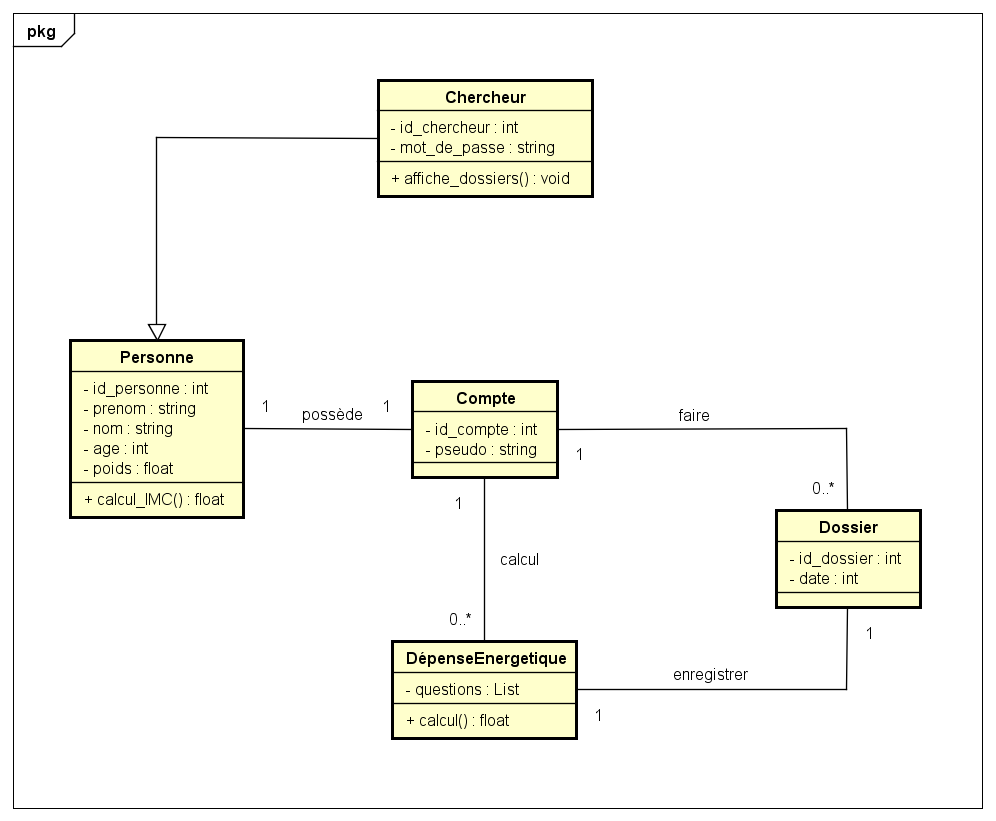 pkg
Chercheur
- id_chercheur : int
- mot_de_passe : string
+ affiche_dossiers() : void
Personne
- id_personne : int
- prenom : string
- nom : string
- age : int
- poids : float
+ calcul_IMC() : float
1
possède
1
Compte
- id_compte : int
- pseudo : string
faire
1
0..*
Dossier
- id_dossier : int
- date : int
1
calcul
0..*
DépenseEnergetique
- questions : List
+ calcul() : float
1
enregistrer
1